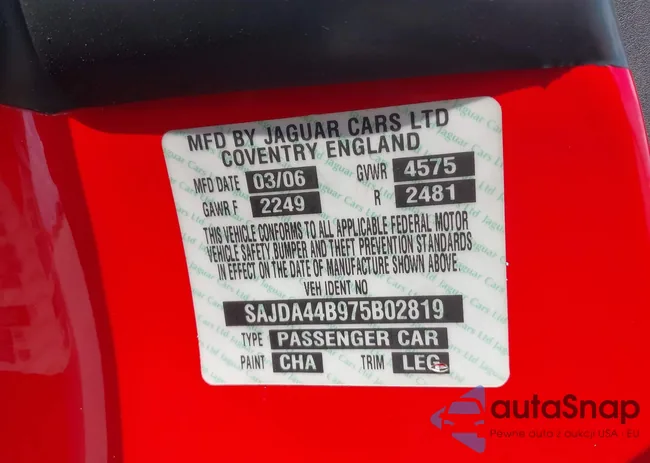 MFD BY JAGUAR CARS LTD
COVENTRY ENGLAND
MFD DATE 03/06 GVWR 4575
GAWR F 2249 R 2481
THIS VEHICLE CONFORMS TO ALL APPLICABLE FEDERAL MOTOR
VEHICLE SAFETY BUMPER AND THEFT PREVENTION STANDARDS
IN EFFECT ON THE DATE OF MANUFACTURE SHOWN ABOVE.
VEH IDENT NO
SAJDA44B975B02819
TYPE PASSENGER CAR
PAINT CHA TRIM LEG
autaSnap
Pewne auta z aukcji USA - EU